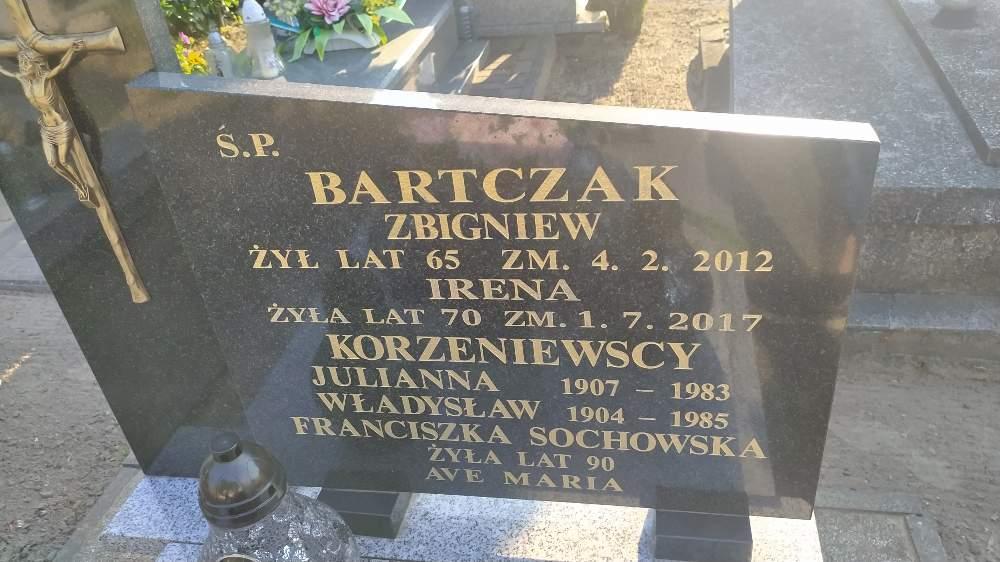 Ś.P.
BARTCZAK
ZBIGNIEW
ŻYŁ LAT 65 ZM. 4. 2. 2012
IRENA
ŻYŁA LAT 70 ZM. 1. 7. 2017
KORZENIEWSCY
JULIANNA 1907 – 1983
WŁADYSŁAW 1904 – 1985
FRANCISZKA SOCHOWSKA
ŻYŁA LAT 90
AVE MARIA